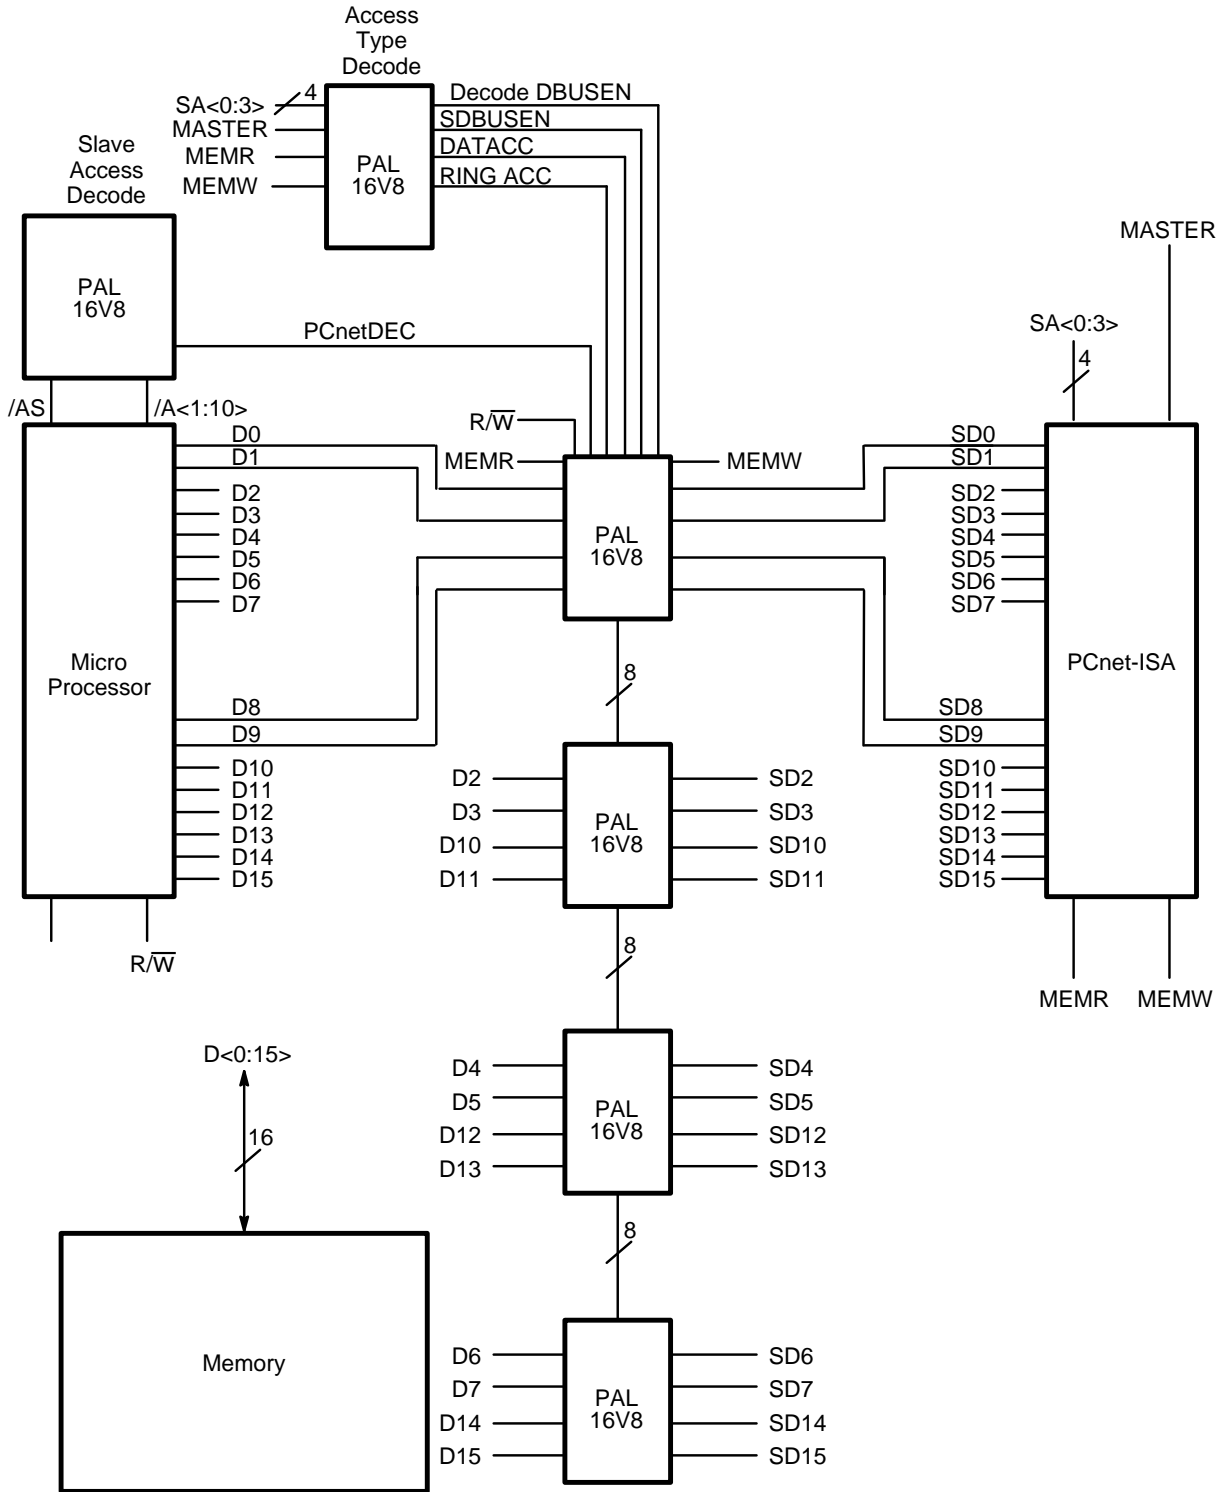 Access
Type
Decode
SA<0:3>
4
MASTER
MEMR
MEMW
PAL
16V8
Decode DBUSEN
SDBUSEN
DATACC
RING ACC
Slave
Access
Decode
PAL
16V8
PCnetDEC
/AS
/A<1:10>
MASTER
SA<0:3>
4
R/W̅
MEMR
MEMW
PAL
16V8
D0
D1
D2
D3
D4
D5
D6
D7
Micro
Processor
D8
D9
D10
D11
D12
D13
D14
D15
R/W̅
SD0
SD1
SD2
SD3
SD4
SD5
SD6
SD7
PCnet-ISA
SD8
SD9
SD10
SD11
SD12
SD13
SD14
SD15
MEMR
MEMW
8
D2
D3
D10
D11
PAL
16V8
SD2
SD3
SD10
SD11
8
D4
D5
D12
D13
PAL
16V8
SD4
SD5
SD12
SD13
8
D6
D7
D14
D15
PAL
16V8
SD6
SD7
SD14
SD15
D<0:15>
16
Memory